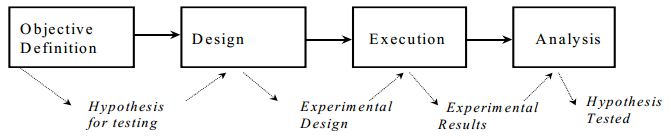 Objective
Definition
Design
Execution
Analysis
Hypothesis
for testing
Experimental
Design
Experimental
Results
Hypothesis
Tested